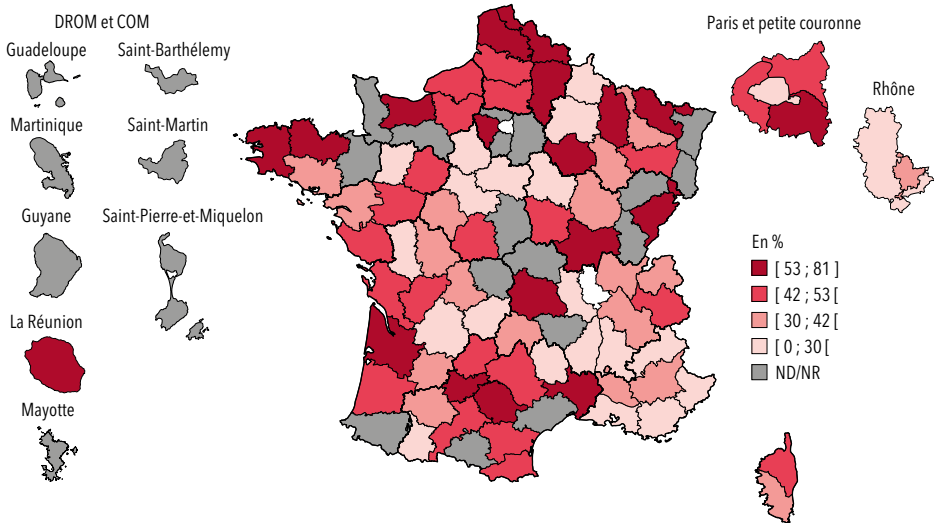 DROM et COM
Guadeloupe
Saint-Barthélemy
Martinique
Saint-Martin
Guyane
Saint-Pierre-et-Miquelon
La Réunion
Mayotte
Paris et petite couronne
Rhône
En %
[ 53 ; 81 ]
[ 42 ; 53 [
[ 30 ; 42 [
[ 0 ; 30 [
ND/NR